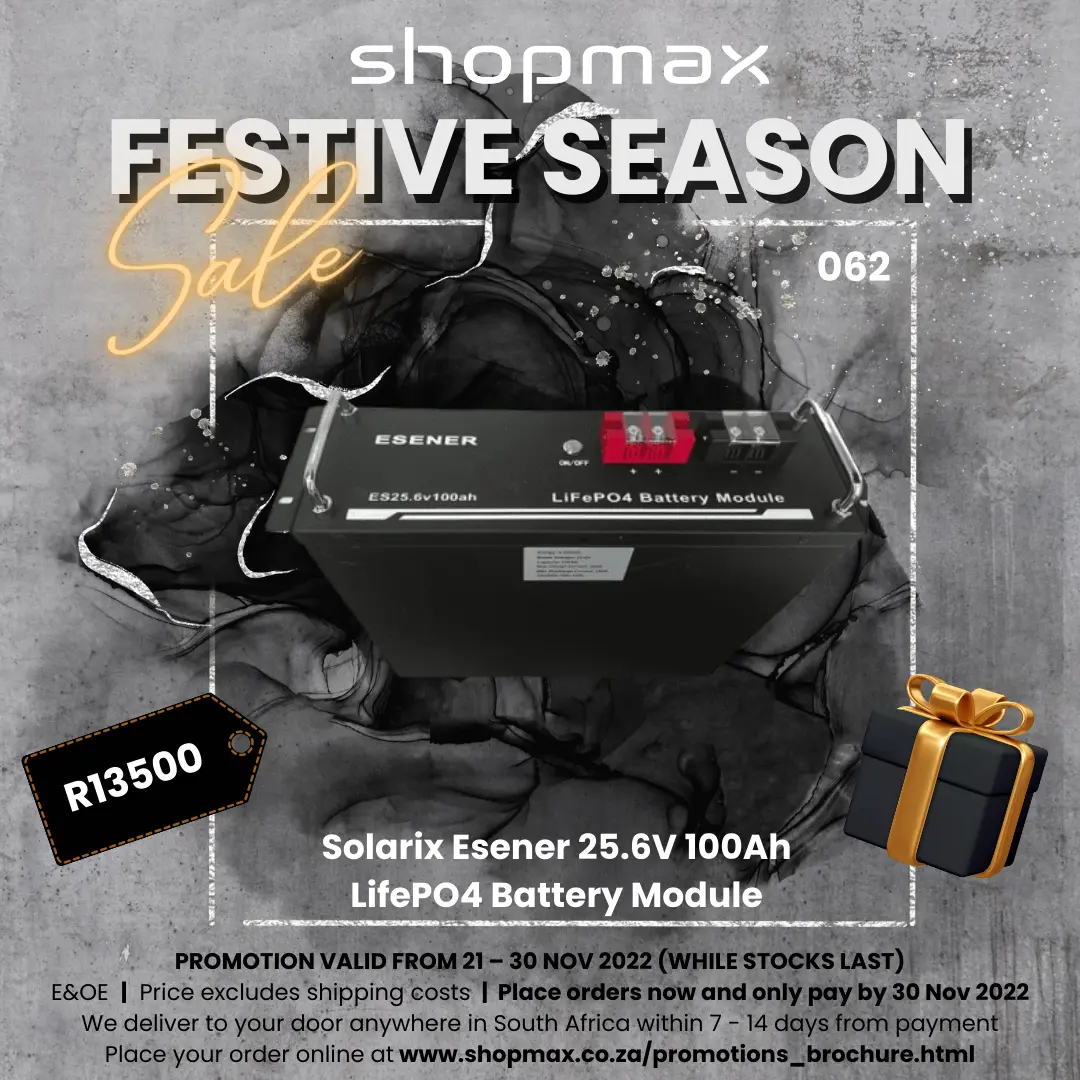 shopmax
FESTIVE SEASON
Sale
062
ESENER
ON/OFF
+ +
- -
ES25.6v100ah
LiFePO4 Battery Module
R13500
Solarix Esener 25.6V 100Ah
LifePO4 Battery Module
PROMOTION VALID FROM 21 – 30 NOV 2022 (WHILE STOCKS LAST)
E&OE | Price excludes shipping costs | Place orders now and only pay by 30 Nov 2022
We deliver to your door anywhere in South Africa within 7 - 14 days from payment
Place your order online at www.shopmax.co.za/promotions_brochure.html